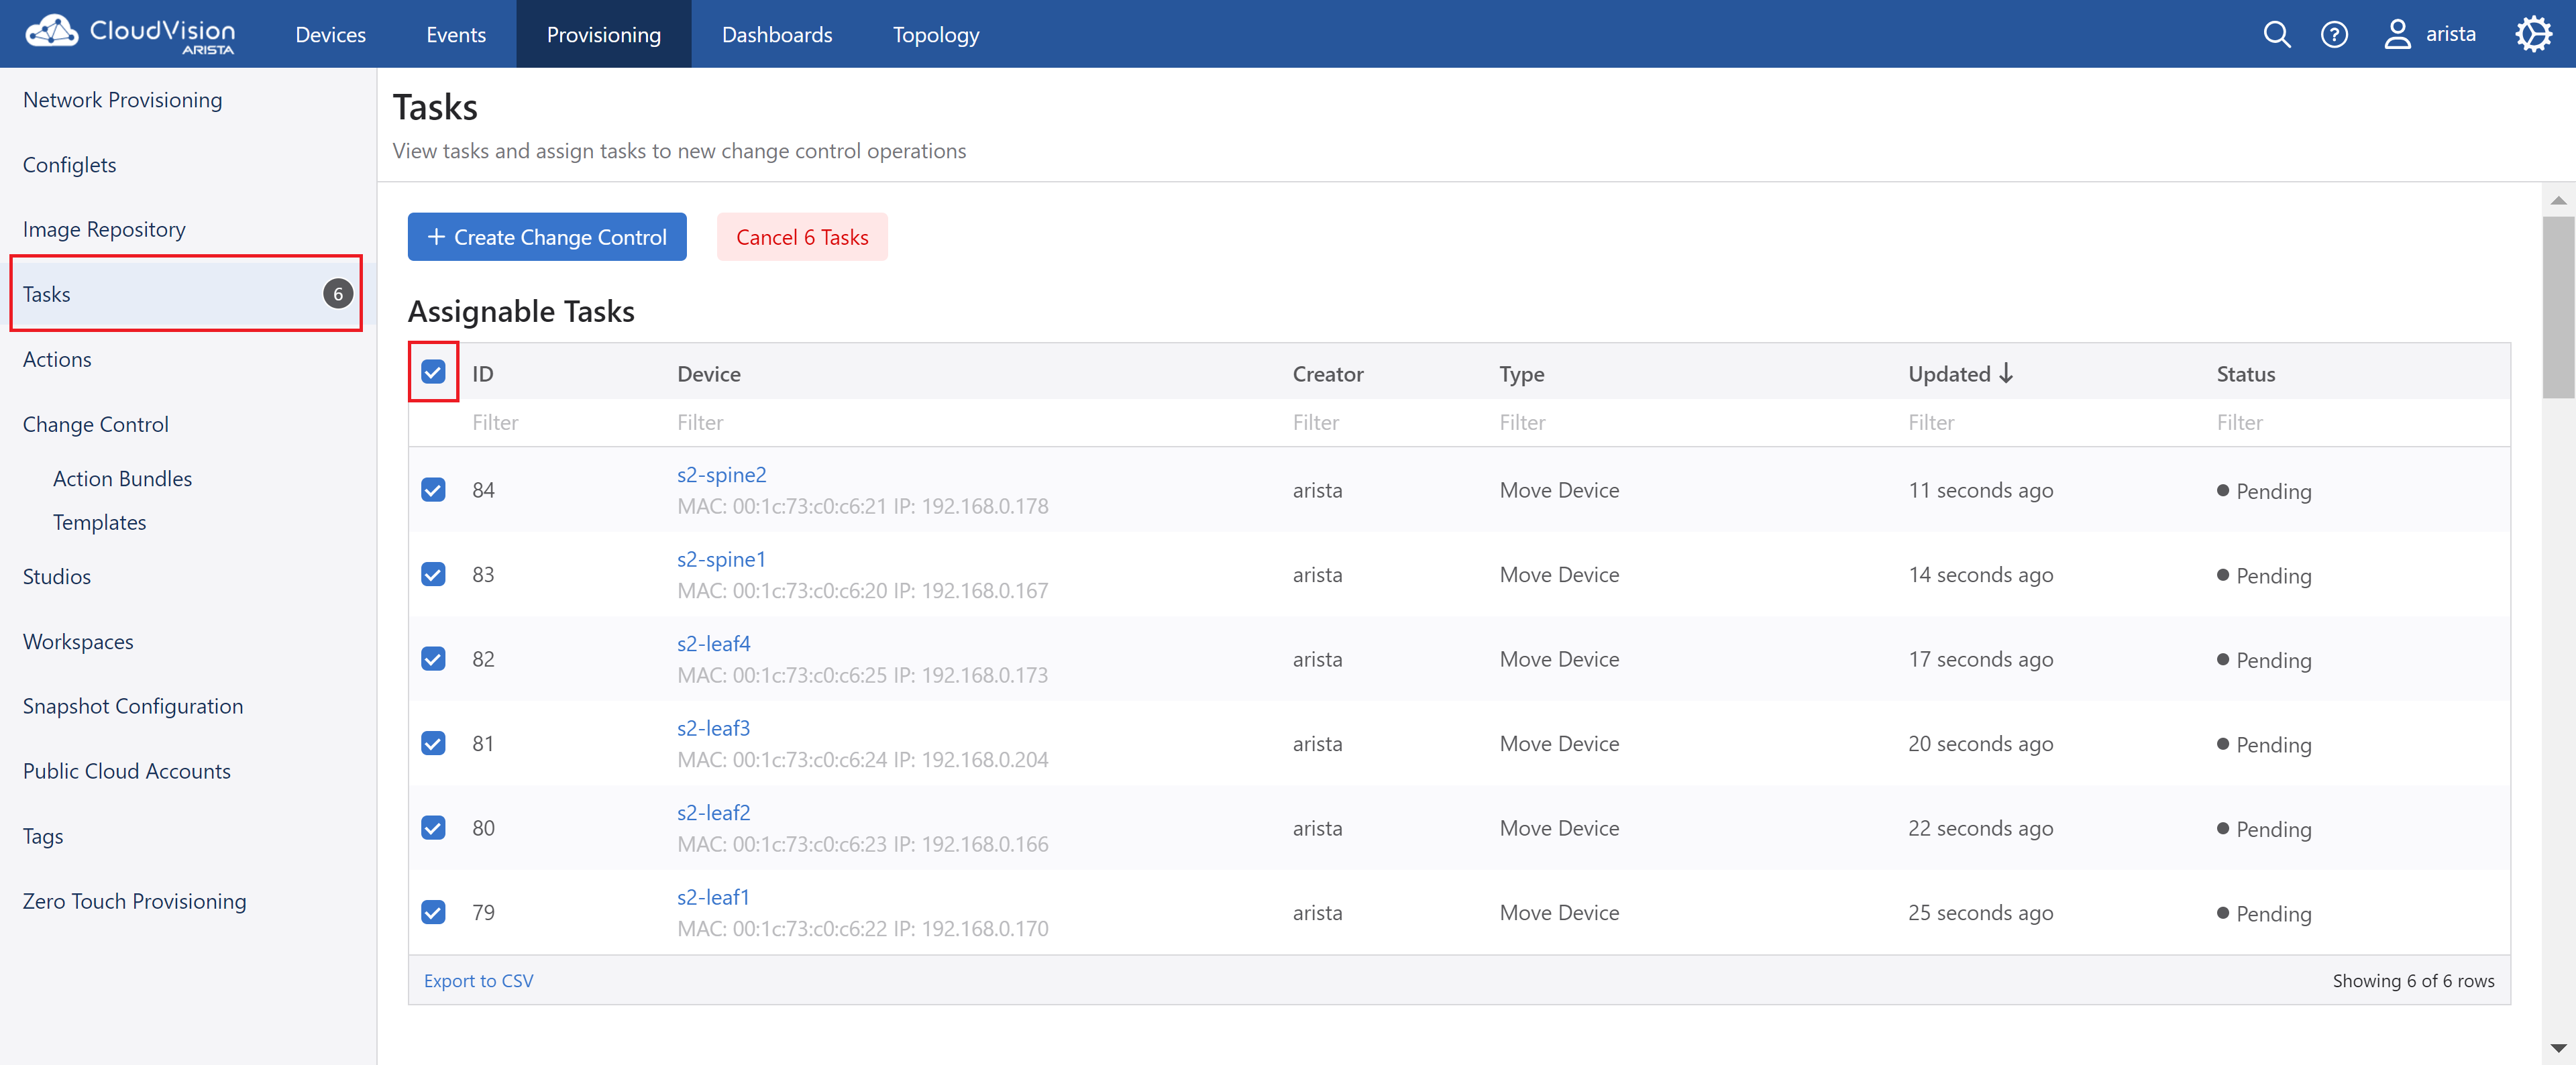 CloudVision
ARISTA
Devices
Events
Provisioning
Dashboards
Topology
?
arista
Network Provisioning
Configlets
Image Repository
Tasks
6
Actions
Change Control
Action Bundles
Templates
Studios
Workspaces
Snapshot Configuration
Public Cloud Accounts
Tags
Zero Touch Provisioning
Tasks
View tasks and assign tasks to new change control operations
+ Create Change Control
Cancel 6 Tasks
Assignable Tasks
ID Device Creator Type Updated ↓ Status
Filter Filter Filter Filter Filter Filter
s2-spine2
84 arista Move Device 11 seconds ago Pending
MAC: 00:1c:73:c0:c6:21 IP: 192.168.0.178
s2-spine1
83 arista Move Device 14 seconds ago Pending
MAC: 00:1c:73:c0:c6:20 IP: 192.168.0.167
s2-leaf4
82 arista Move Device 17 seconds ago Pending
MAC: 00:1c:73:c0:c6:25 IP: 192.168.0.173
s2-leaf3
81 arista Move Device 20 seconds ago Pending
MAC: 00:1c:73:c0:c6:24 IP: 192.168.0.204
s2-leaf2
80 arista Move Device 22 seconds ago Pending
MAC: 00:1c:73:c0:c6:23 IP: 192.168.0.166
s2-leaf1
79 arista Move Device 25 seconds ago Pending
MAC: 00:1c:73:c0:c6:22 IP: 192.168.0.170
Export to CSV
Showing 6 of 6 rows